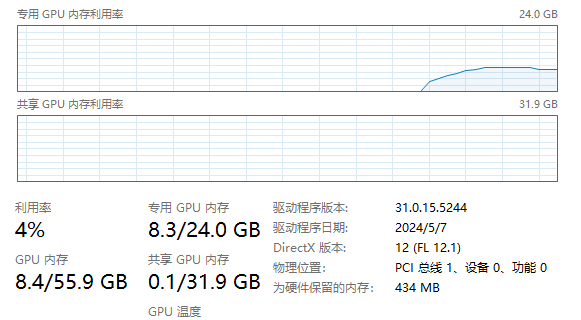 专用 GPU 内存利用率 24.0 GB
共享 GPU 内存利用率 31.9 GB
利用率 专用 GPU 内存 驱动程序版本: 31.0.15.5244
4% 8.3/24.0 GB 驱动程序日期: 2024/5/7
DirectX 版本: 12 (FL 12.1)
GPU 内存 共享 GPU 内存 物理位置: PCI 总线 1、设备 0、功能 0
8.4/55.9 GB 0.1/31.9 GB 为硬件保留的内存: 434 MB
GPU 温度